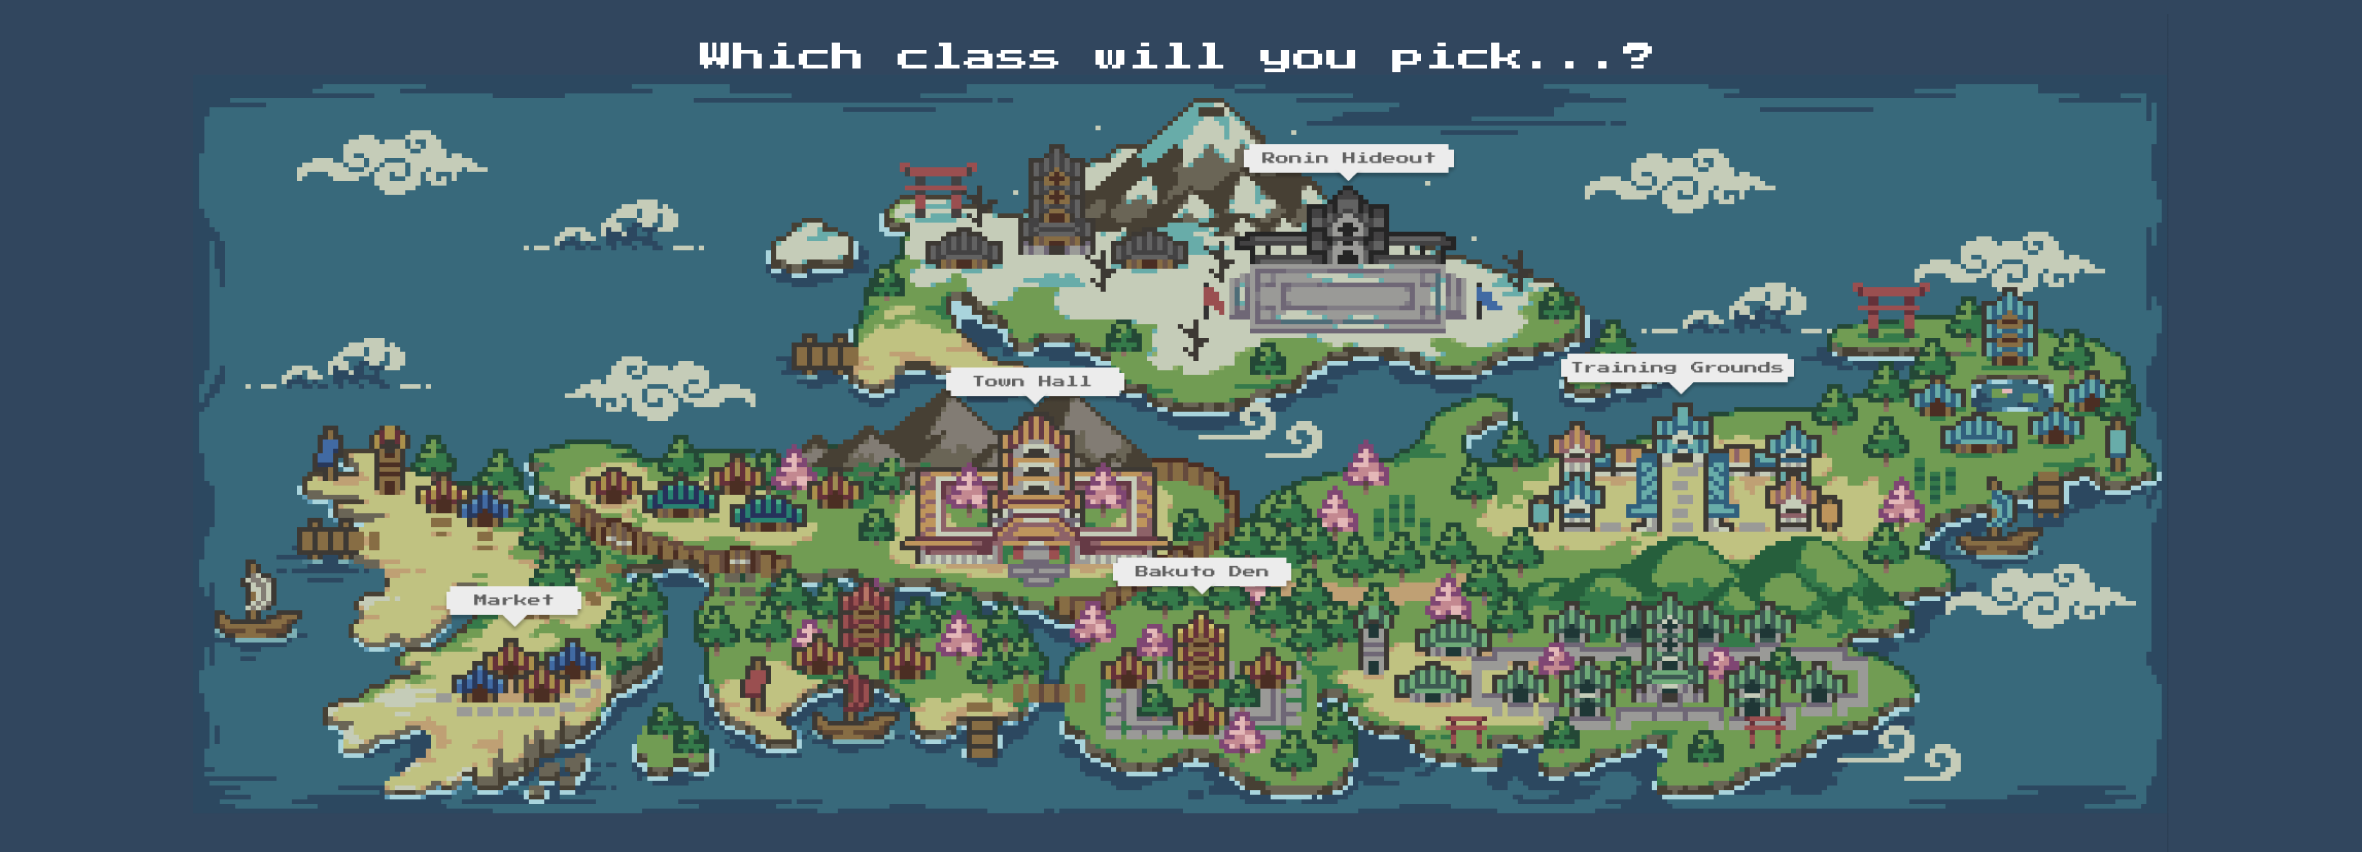 Which class will you pick...?
Ronin Hideout
Training Grounds
Town Hall
Bakuto Den
Market